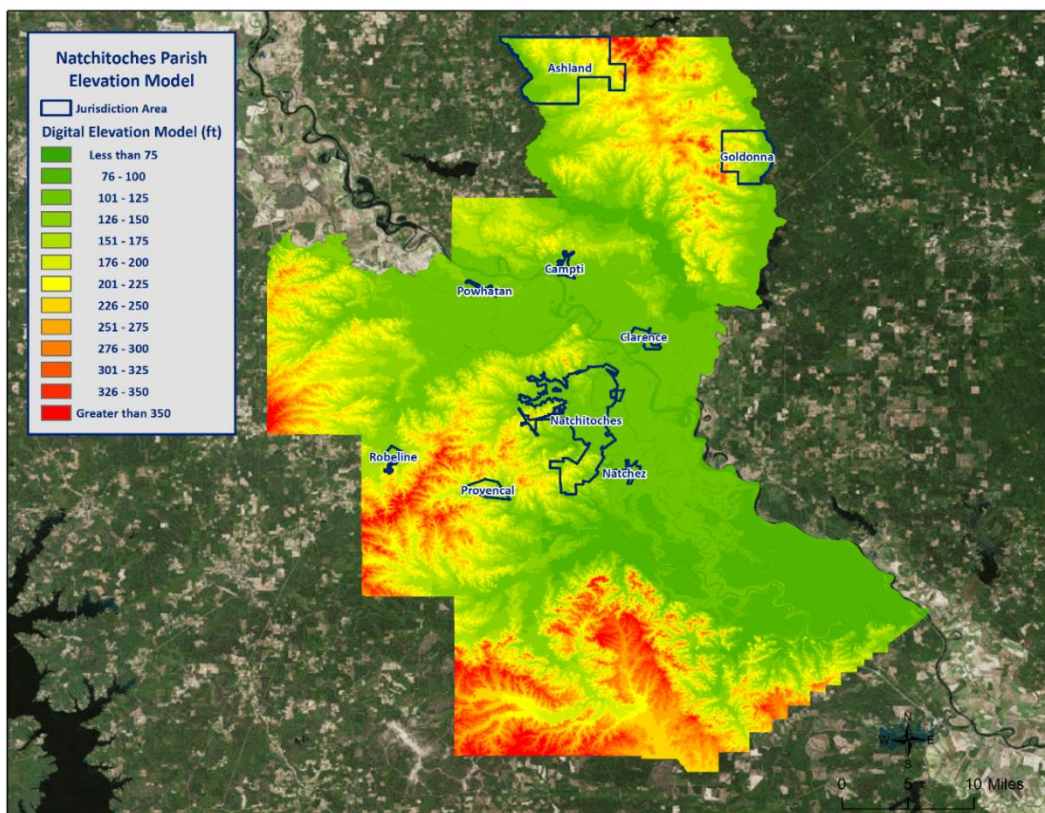 Natchitoches Parish
Elevation Model
Jurisdiction Area
Digital Elevation Model (ft)
Less than 75
76 - 100
101 - 125
126 - 150
151 - 175
176 - 200
201 - 225
226 - 250
251 - 275
276 - 300
301 - 325
326 - 350
Greater than 350
Ashland
Goldonna
Campti
Powhatan
Clarence
Natchitoches
Robeline
Natchez
Provencal
N
W E
S
0 5 10 Miles